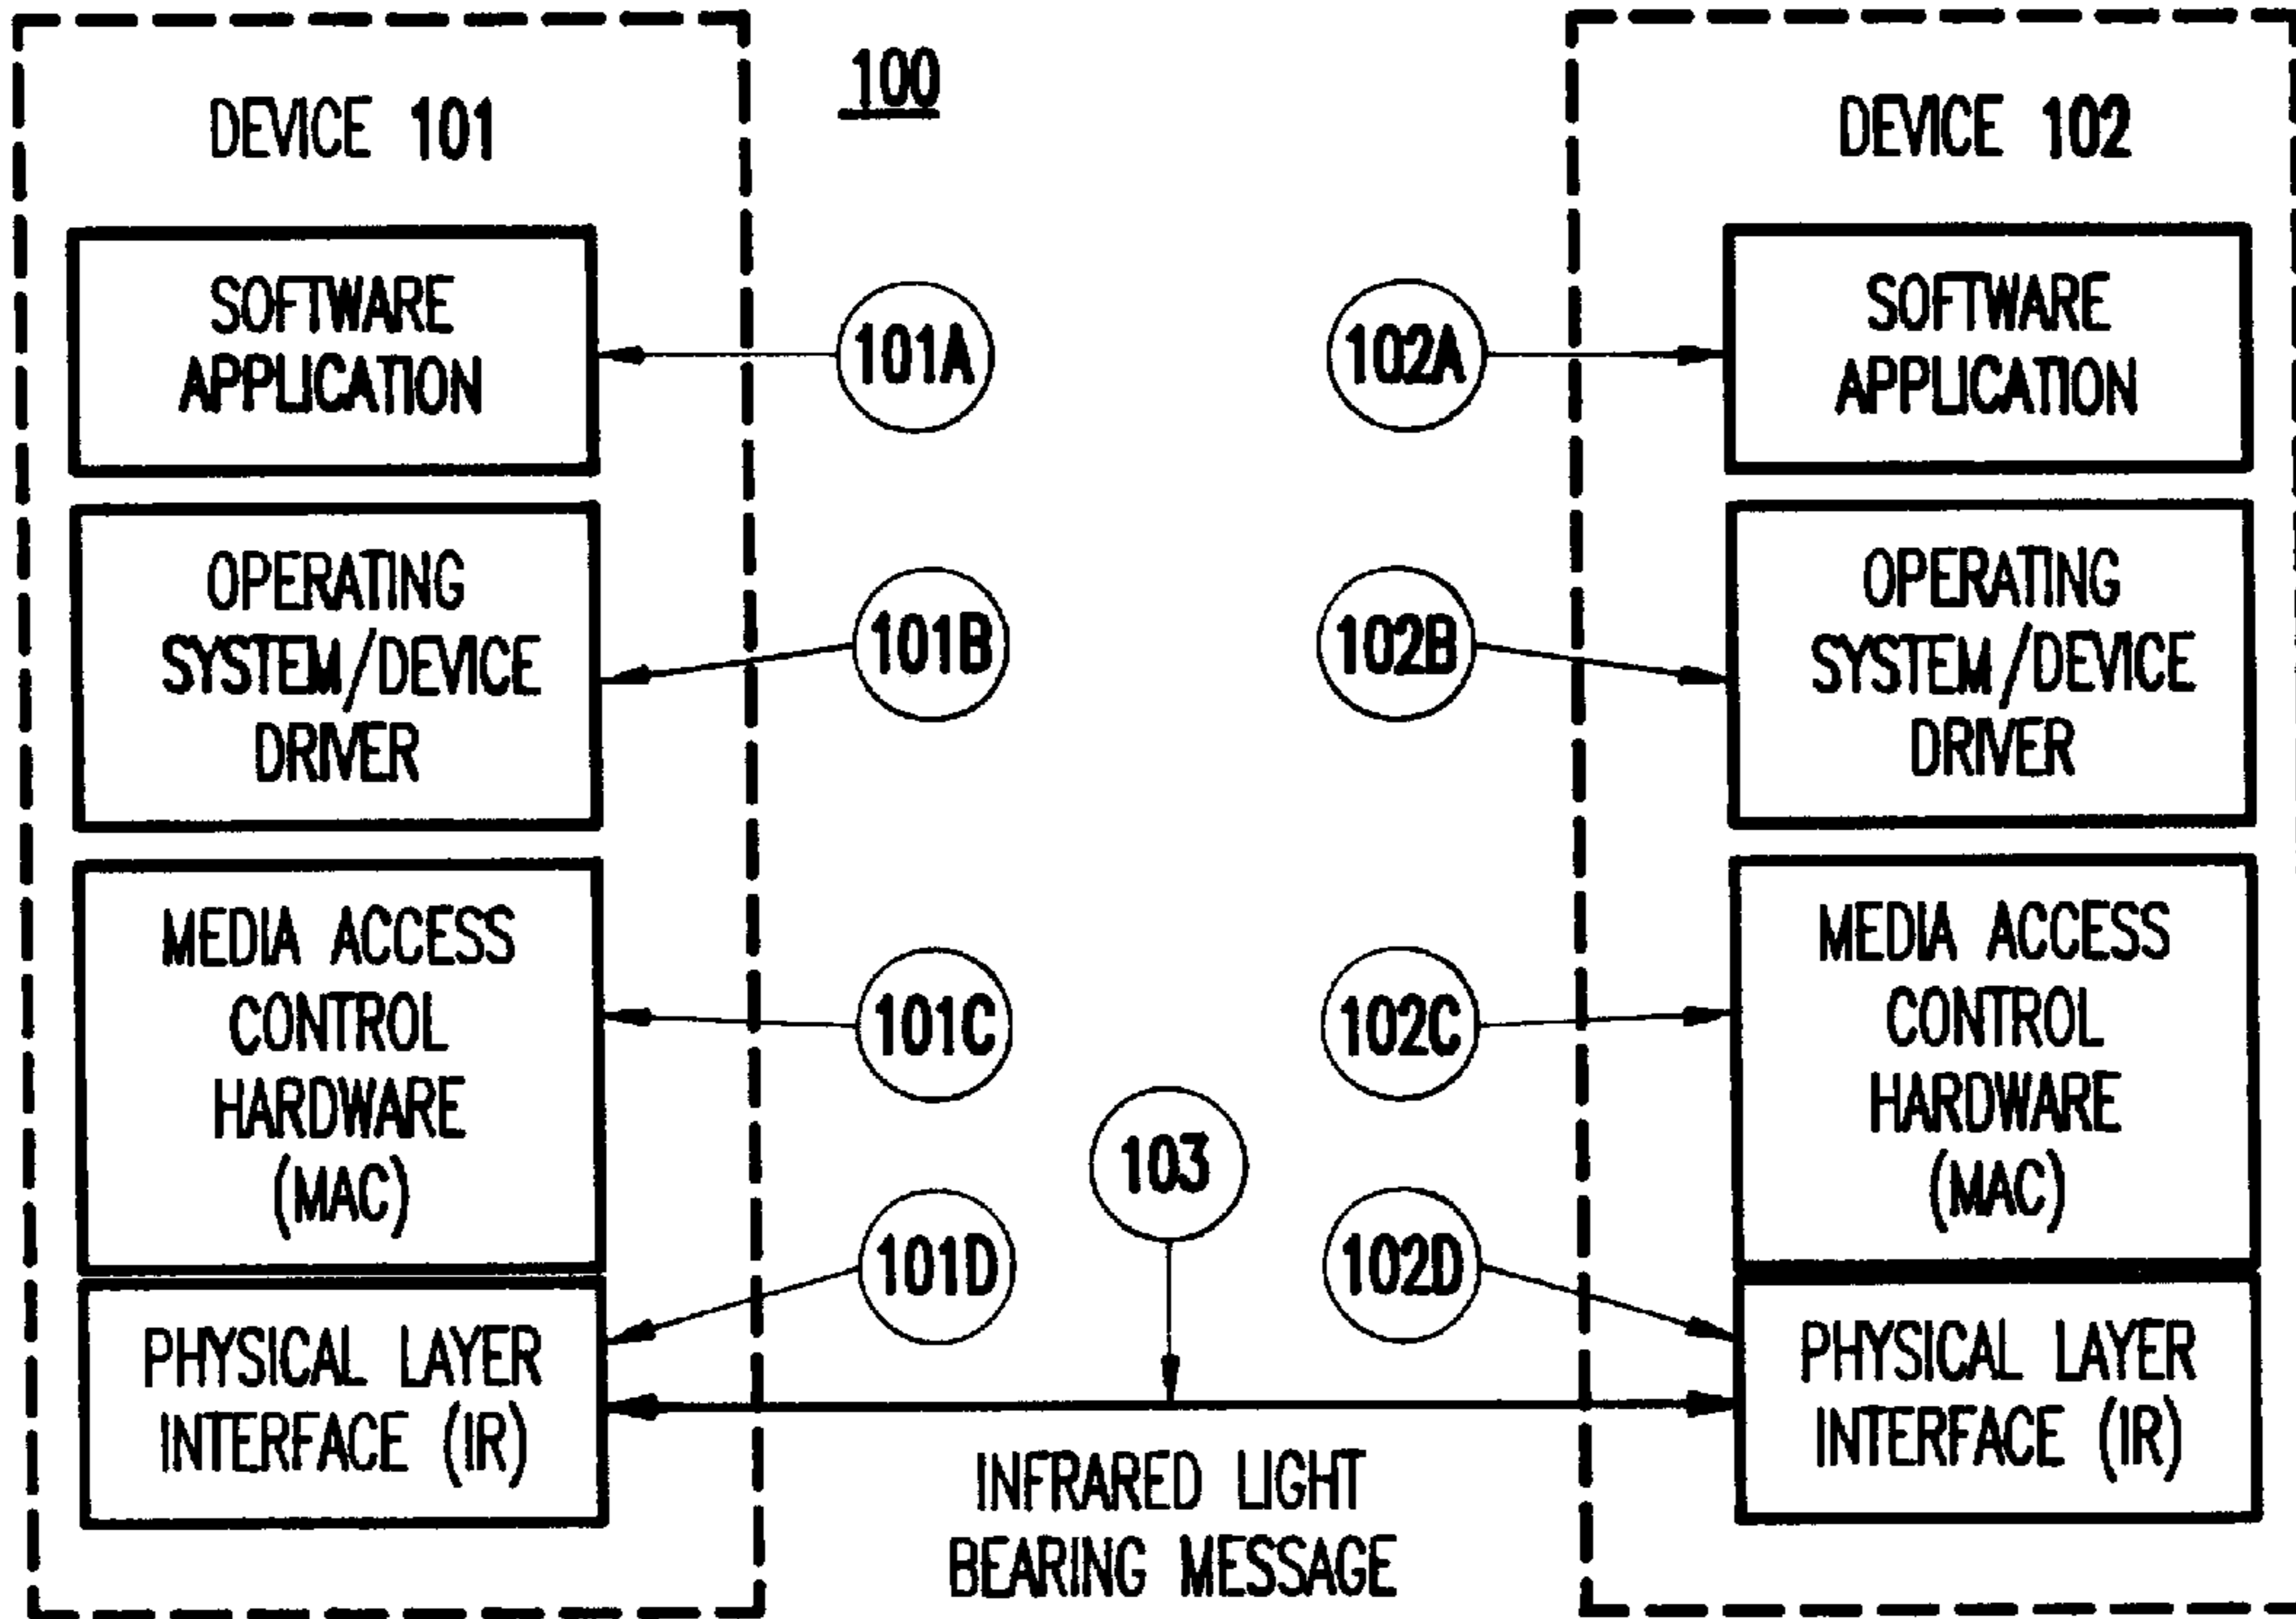 100
DEVICE 101
SOFTWARE
APPLICATION
101A
OPERATING
SYSTEM/DEVICE
DRIVER
101B
MEDIA ACCESS
CONTROL
HARDWARE
(MAC)
101C
PHYSICAL LAYER
INTERFACE (IR)
101D
103
INFRARED LIGHT
BEARING MESSAGE
DEVICE 102
102A
SOFTWARE
APPLICATION
102B
OPERATING
SYSTEM/DEVICE
DRIVER
102C
MEDIA ACCESS
CONTROL
HARDWARE
(MAC)
102D
PHYSICAL LAYER
INTERFACE (IR)